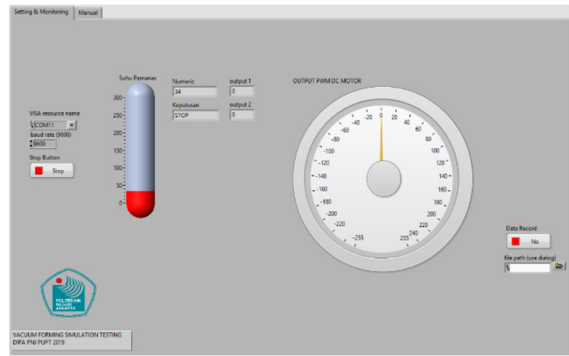 Setting & Monitoring
Manual
Suhu Pemanas
Numeric
34
output 1
0
Keputusan
STOP
output 2
0
OUTPUT PWM DC MOTOR
VISA resource name
COM11
baud rate (9600)
9600
Stop Button
Stop
300-
250-
200-
150-
100-
50-
0-
-255
-220
-200
-180
-160
-140
-120
-100
-80
-60
-40
-20
0
20
40
60
80
100
120
140
160
180
200
220
240
255
Data Record
No
file path (use dialog)
POLITEKNIK
NEGERI
JAKARTA
VACUUM FORMING SIMULATION TESTING
DIPA PNJ PUPT 2019